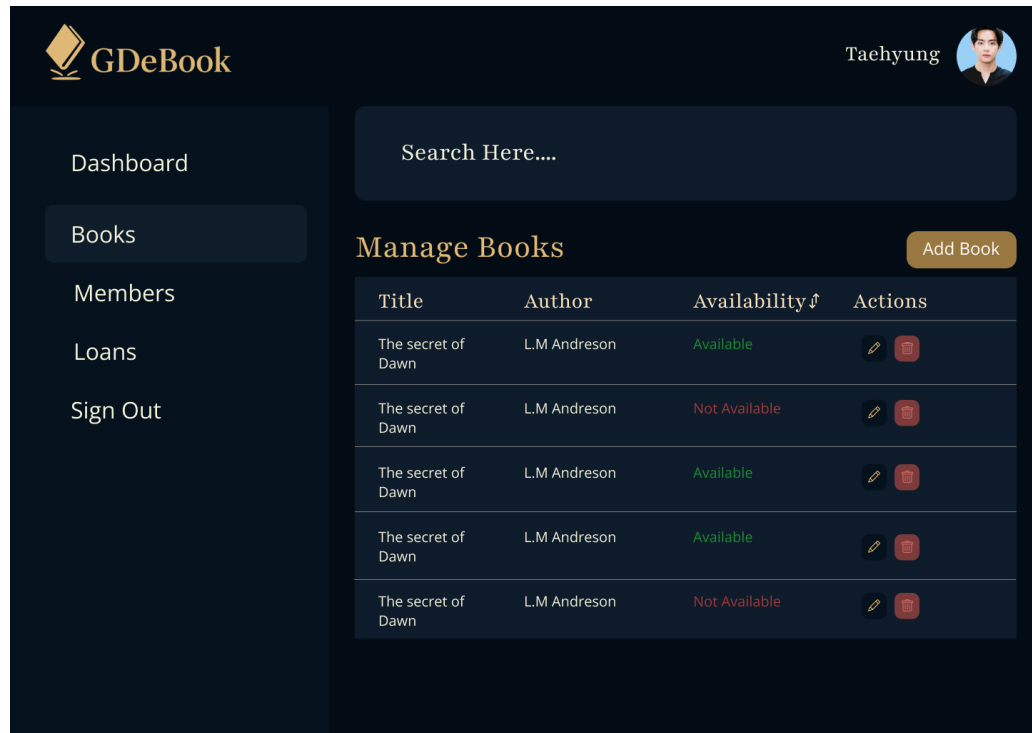 GDeBook
Taehyung
Dashboard
Books
Members
Loans
Sign Out
Search Here....
Manage Books
Add Book
Title Author Availability Actions
The secret of L.M Andreson Available
Dawn
The secret of L.M Andreson Not Available
Dawn
The secret of L.M Andreson Available
Dawn
The secret of L.M Andreson Available
Dawn
The secret of L.M Andreson Not Available
Dawn